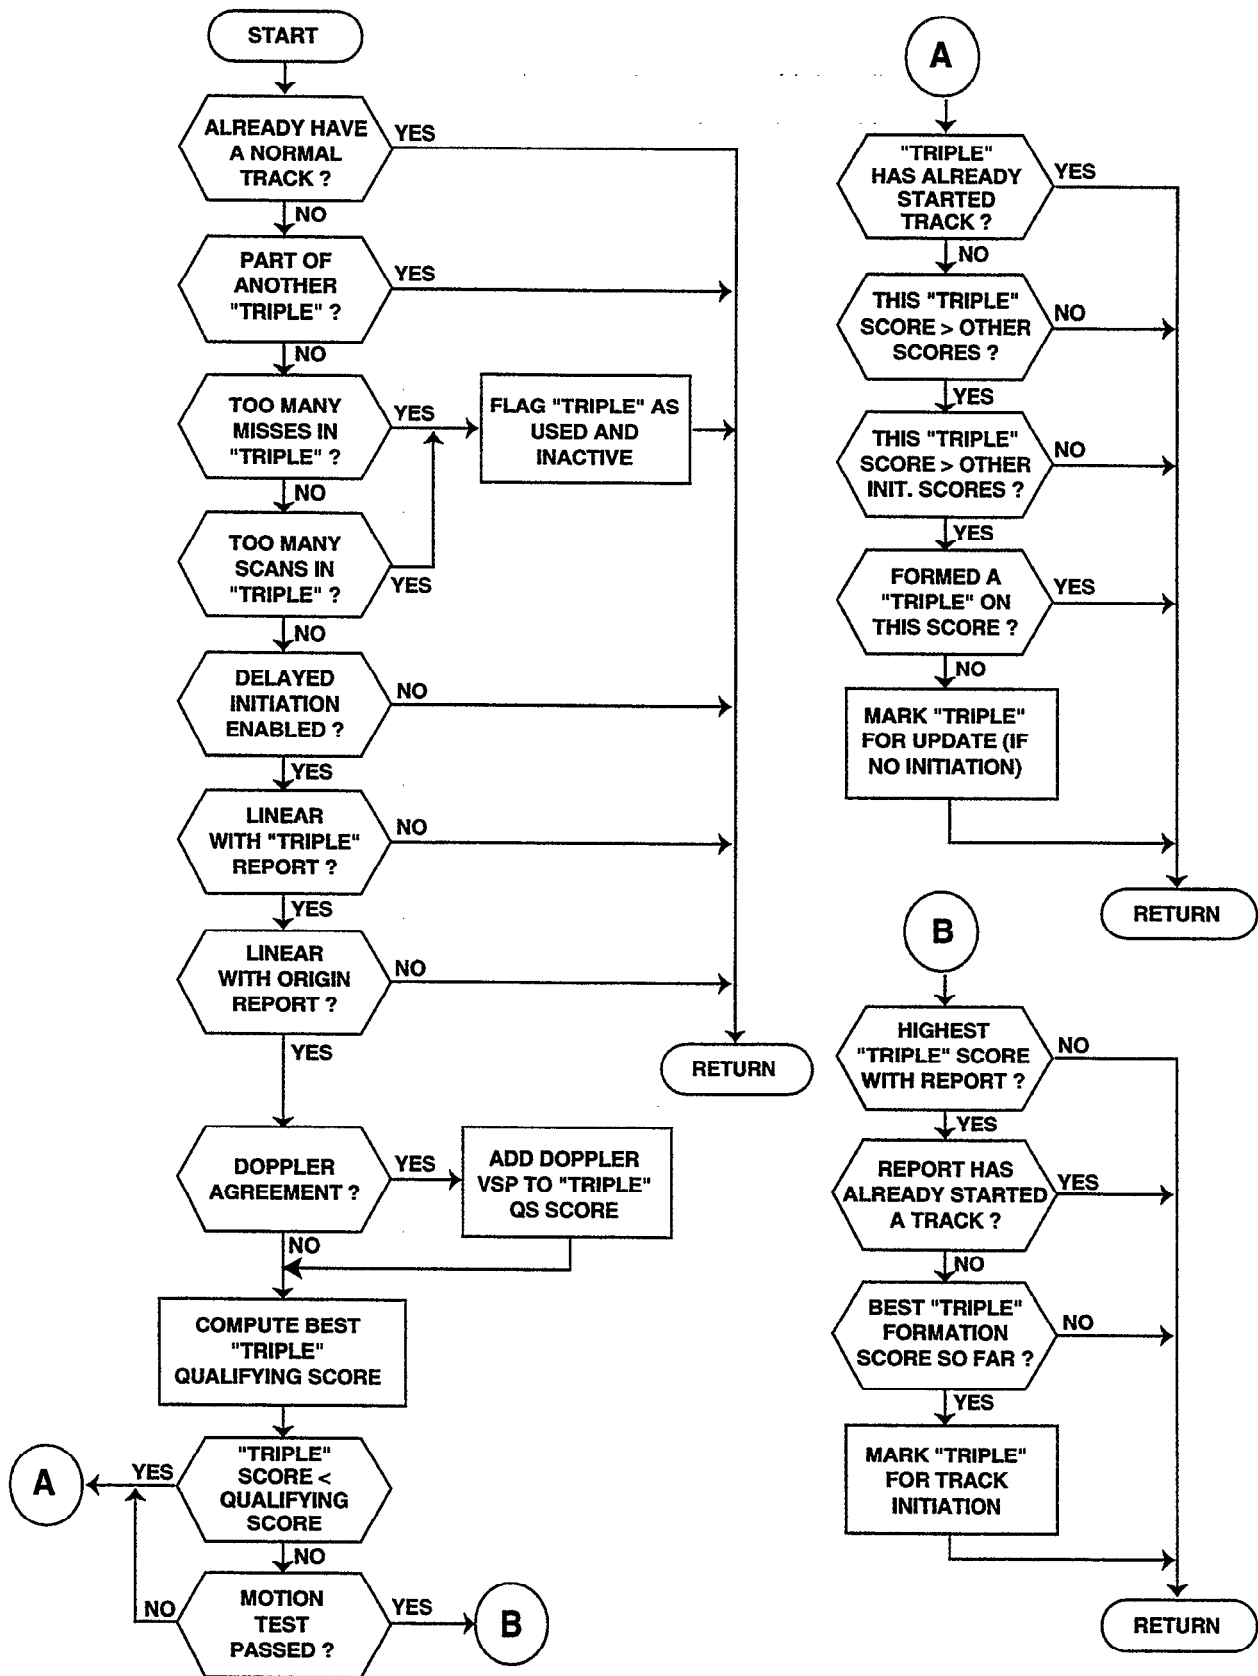 START
ALREADY HAVE
A NORMAL
TRACK ?
YES
NO
PART OF
ANOTHER
"TRIPLE" ?
YES
NO
TOO MANY
MISSES IN
"TRIPLE" ?
YES
FLAG "TRIPLE" AS
USED AND
INACTIVE
NO
TOO MANY
SCANS IN
"TRIPLE" ?
YES
NO
DELAYED
INITIATION
ENABLED ?
NO
YES
LINEAR
WITH "TRIPLE"
REPORT ?
NO
YES
LINEAR
WITH ORIGIN
REPORT ?
NO
YES
RETURN
DOPPLER
AGREEMENT ?
YES
ADD DOPPLER
VSP TO "TRIPLE"
QS SCORE
NO
COMPUTE BEST
"TRIPLE"
QUALIFYING SCORE
"TRIPLE"
SCORE <
QUALIFYING
SCORE
YES
A
NO
MOTION
TEST
PASSED ?
NO
YES
B
A
"TRIPLE"
HAS ALREADY
STARTED
TRACK ?
YES
NO
THIS "TRIPLE"
SCORE > OTHER
SCORES ?
NO
YES
THIS "TRIPLE"
SCORE > OTHER
INIT. SCORES ?
NO
YES
FORMED A
"TRIPLE" ON
THIS SCORE ?
YES
NO
MARK "TRIPLE"
FOR UPDATE (IF
NO INITIATION)
RETURN
B
HIGHEST
"TRIPLE" SCORE
WITH REPORT ?
NO
YES
REPORT HAS
ALREADY STARTED
A TRACK ?
YES
NO
BEST "TRIPLE"
FORMATION
SCORE SO FAR ?
NO
YES
MARK "TRIPLE"
FOR TRACK
INITIATION
RETURN